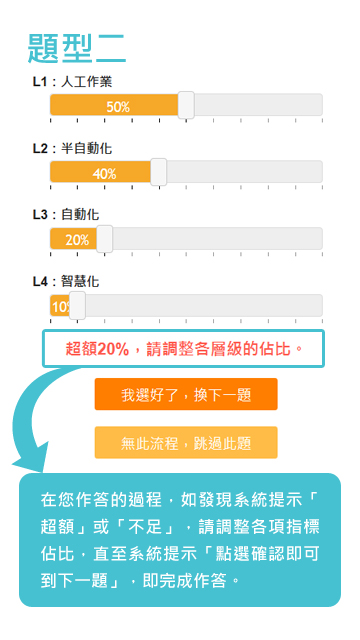 題型二
L1：人工作業
50%
L2：半自動化
40%
L3：自動化
20%
L4：智慧化
10%
超額20%，請調整各層級的佔比。
我選好了，換下一題
無此流程，跳過此題
在您作答的過程，如發現系統提示「
超額」或「不足」，請調整各項指標
佔比，直至系統提示「點選確認即可
到下一題」，即完成作答。